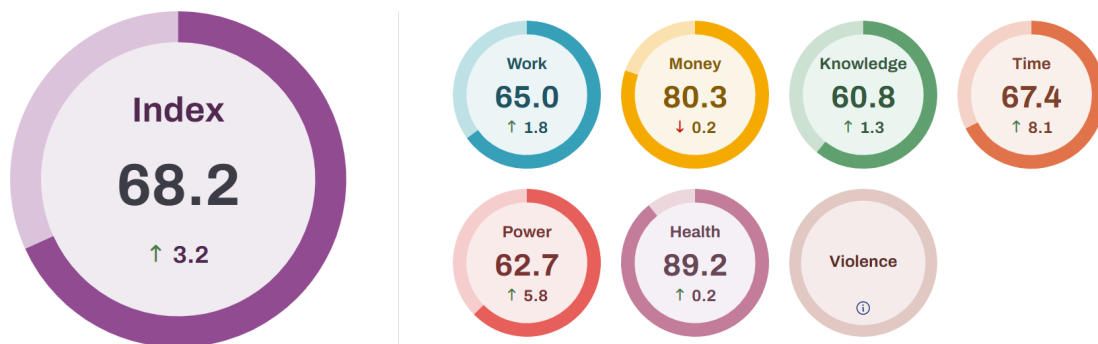 Index
68.2
↑ 3.2
Work
65.0
↑ 1.8
Money
80.3
↓ 0.2
Knowledge
60.8
↑ 1.3
Time
67.4
↑ 8.1
Power
62.7
↑ 5.8
Health
89.2
↑ 0.2
Violence